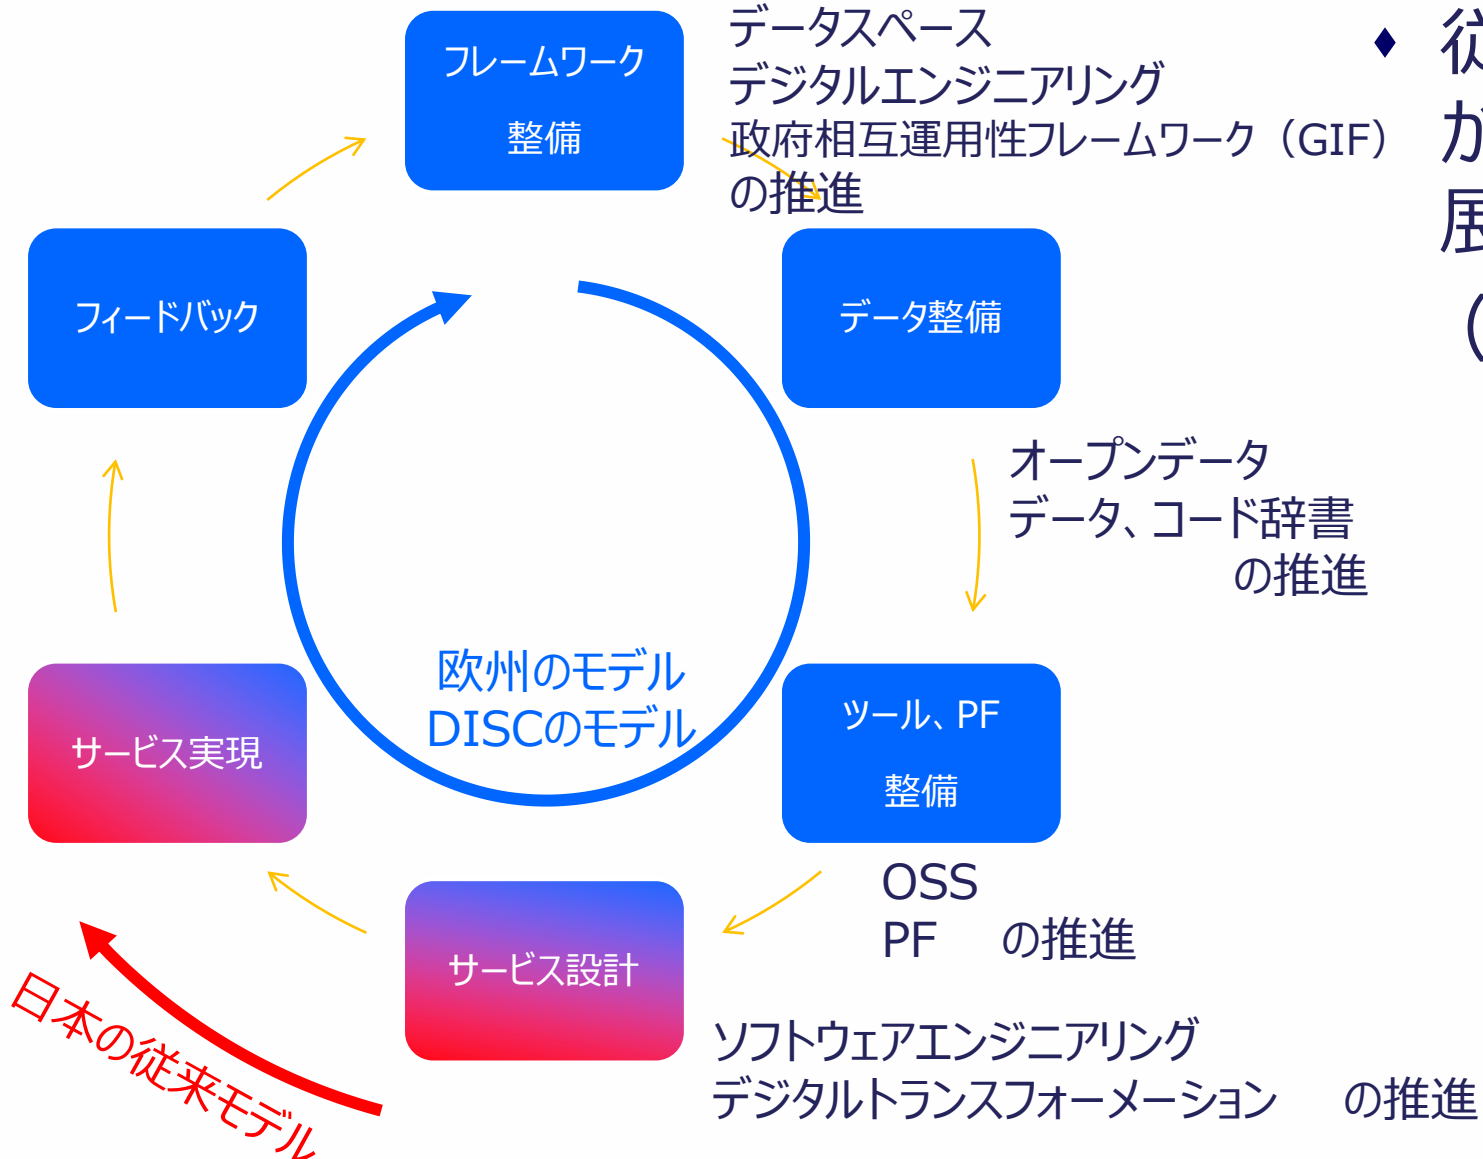 フレームワーク
整備
データスペース
デジタルエンジニアリング
政府相互運用性フレームワーク（GIF）
の推進
フィードバック
データ整備
オープンデータ
データ、コード辞書
の推進
欧州のモデル
DISCのモデル
サービス実現
ツール、PF
整備
OSS
PF の推進
サービス設計
日本の従来モデル
ソフトウェアエンジニアリング
デジタルトランスフォーメーション の推進
♦ 従
が
展
（